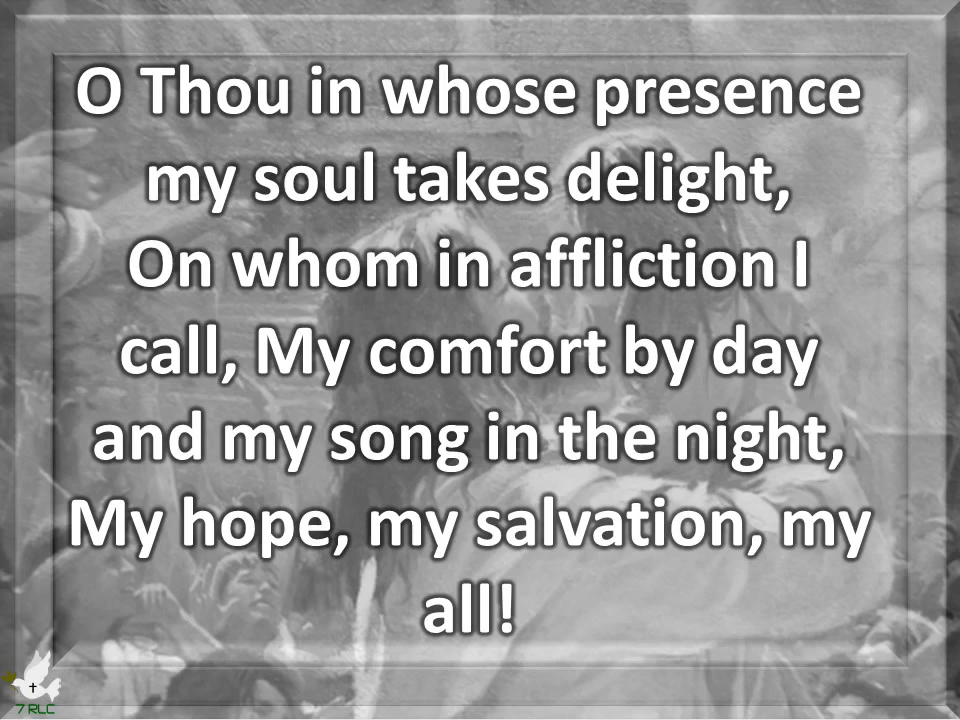 O Thou in whose presence
my soul takes delight,
On whom in affliction I
call, My comfort by day
and my song in the night,
My hope, my salvation, my
all!
7 RLC